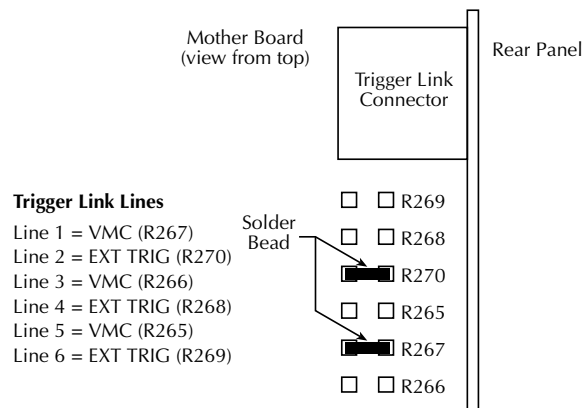 Mother Board
(view from top)
Rear Panel
Trigger Link
Connector
Trigger Link Lines
Line 1 = VMC (R267)
Line 2 = EXT TRIG (R270)
Line 3 = VMC (R266)
Line 4 = EXT TRIG (R268)
Line 5 = VMC (R265)
Line 6 = EXT TRIG (R269)
Solder
Bead
R269
R268
R270
R265
R267
R266